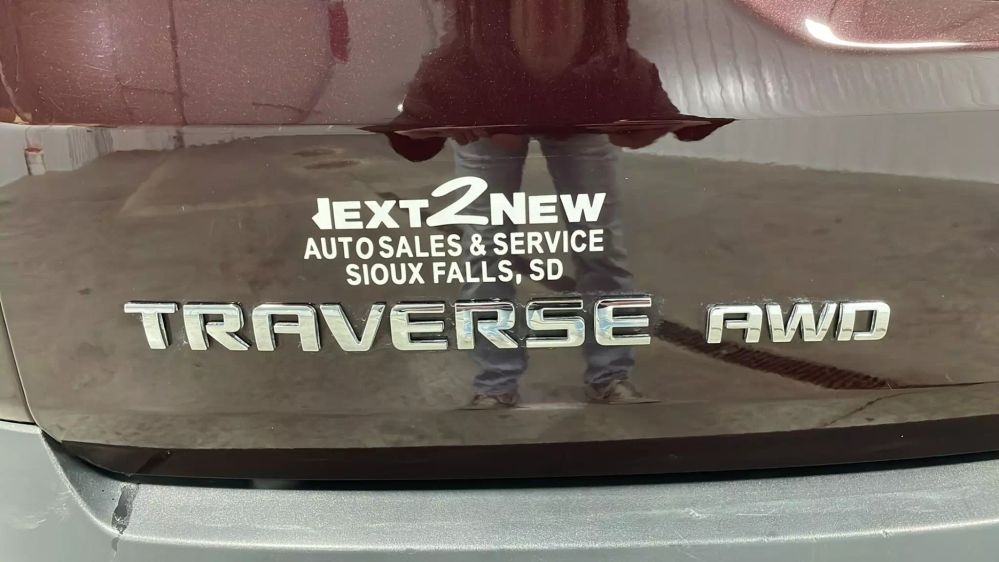 Next2New
AUTO SALES & SERVICE
SIOUX FALLS, SD
TRAVERSE AWD